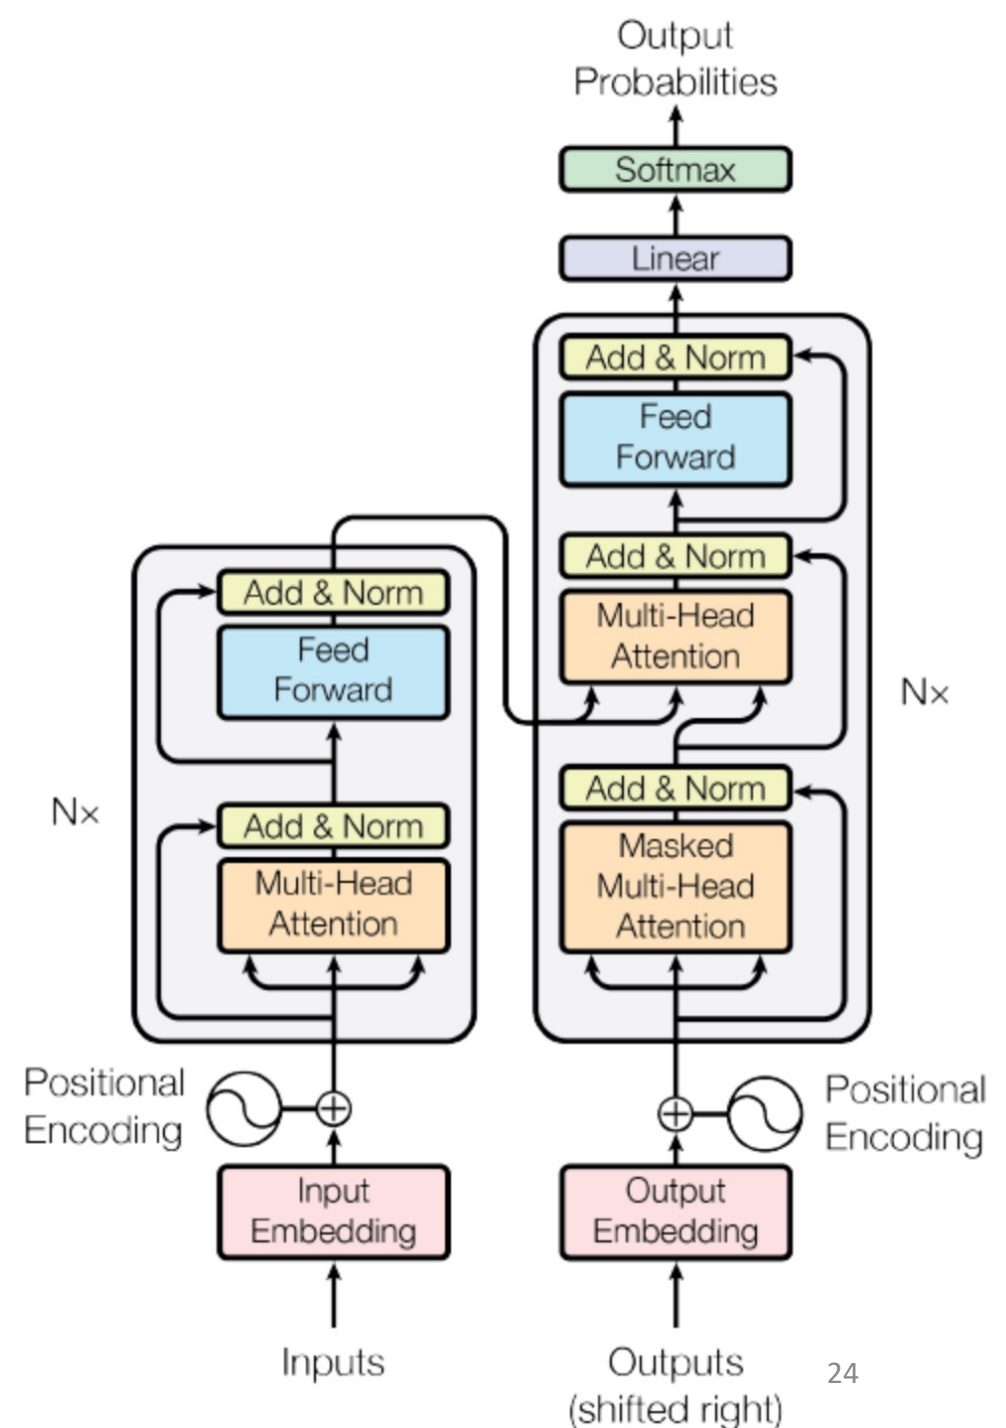 Output
Probabilities
Softmax
Linear
Add & Norm
Feed
Forward
Add & Norm
Multi-Head
Attention
Nx
Add & Norm
Masked
Multi-Head
Attention
Add & Norm
Feed
Forward
Nx
Add & Norm
Multi-Head
Attention
Positional
Encoding
Positional
Encoding
Input
Embedding
Output
Embedding
Inputs
Outputs
(shifted right)
24